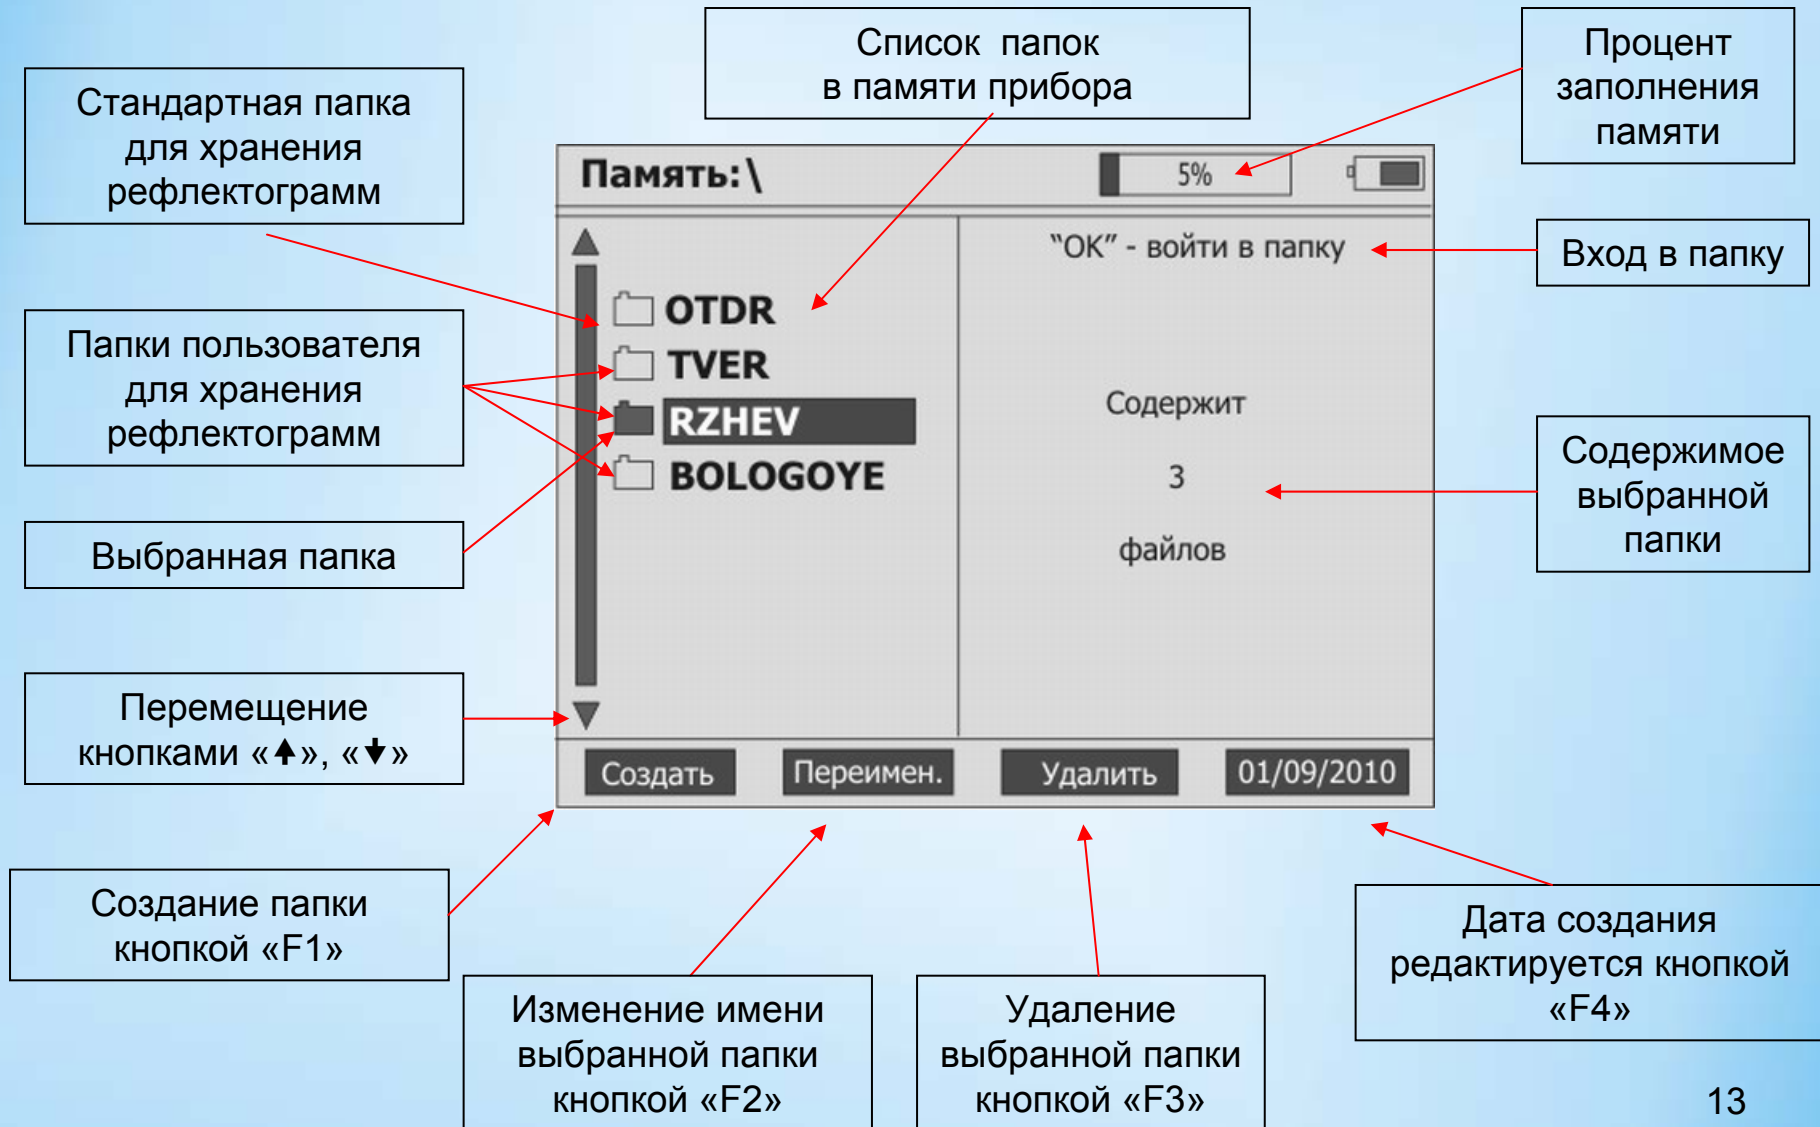 Список папок
в памяти прибора
Процент
заполнения
памяти
Стандартная папка
для хранения
рефлектограмм
Память:\
5%
"OK" - войти в папку
Вход в папку
OTDR
TVER
RZHEV
BOLOGOYE
Папки пользователя
для хранения
рефлектограмм
Содержит
3
файлов
Содержимое
выбранной
папки
Выбранная папка
Перемещение
кнопками «🡹», «🡻»
Создать
Переимен.
Удалить
01/09/2010
Создание папки
кнопкой «F1»
Изменение имени
выбранной папки
кнопкой «F2»
Удаление
выбранной папки
кнопкой «F3»
Дата создания
редактируется кнопкой
«F4»
13